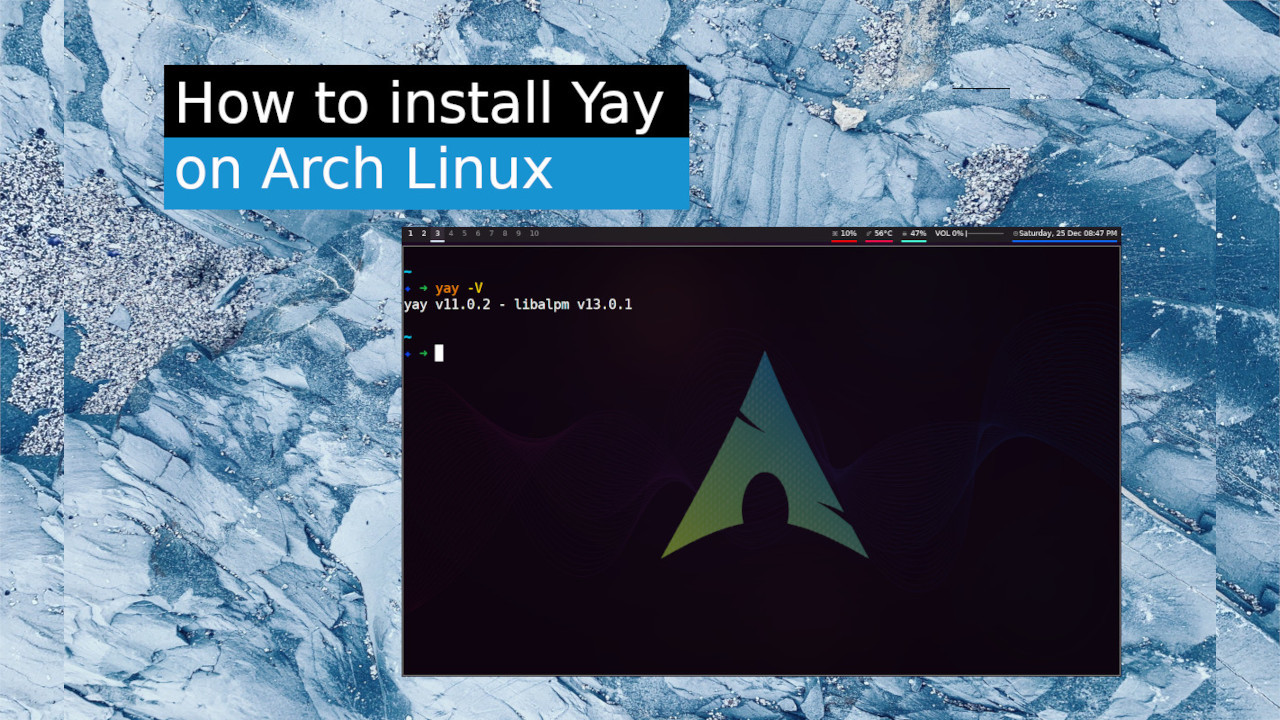 How to install Yay
on Arch Linux
1 2 3 4 5 6 7 8 9 10 10% 56°C 47% VOL 0% Saturday, 25 Dec 08:47 PM
~
➜ yay -V
yay v11.0.2 - libalpm v13.0.1
~
➜